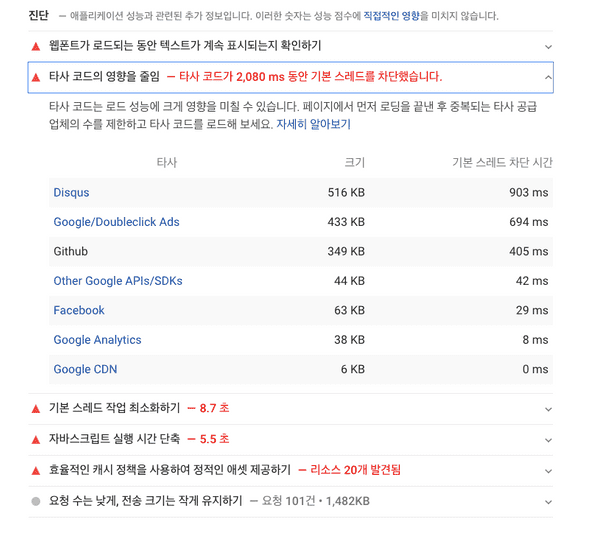 진단 — 애플리케이션 성능과 관련된 추가 정보입니다. 이러한 숫자는 성능 점수에 직접적인 영향을 미치지 않습니다.
웹폰트가 로드되는 동안 텍스트가 계속 표시되는지 확인하기
타사 코드의 영향을 줄임 — 타사 코드가 2,080 ms 동안 기본 스레드를 차단했습니다.
타사 코드는 로드 성능에 크게 영향을 미칠 수 있습니다. 페이지에서 먼저 로딩을 끝낸 후 중복되는 타사 공급
업체의 수를 제한하고 타사 코드를 로드해 보세요. 자세히 알아보기
타사 크기 기본 스레드 차단 시간
Disqus 516 KB 903 ms
Google/Doubleclick Ads 433 KB 694 ms
Github 349 KB 405 ms
Other Google APIs/SDKs 44 KB 42 ms
Facebook 63 KB 29 ms
Google Analytics 38 KB 8 ms
Google CDN 6 KB 0 ms
기본 스레드 작업 최소화하기 — 8.7 초
자바스크립트 실행 시간 단축 — 5.5 초
효율적인 캐시 정책을 사용하여 정적인 애셋 제공하기 — 리소스 20개 발견됨
요청 수는 낮게, 전송 크기는 작게 유지하기 — 요청 101건 • 1,482KB